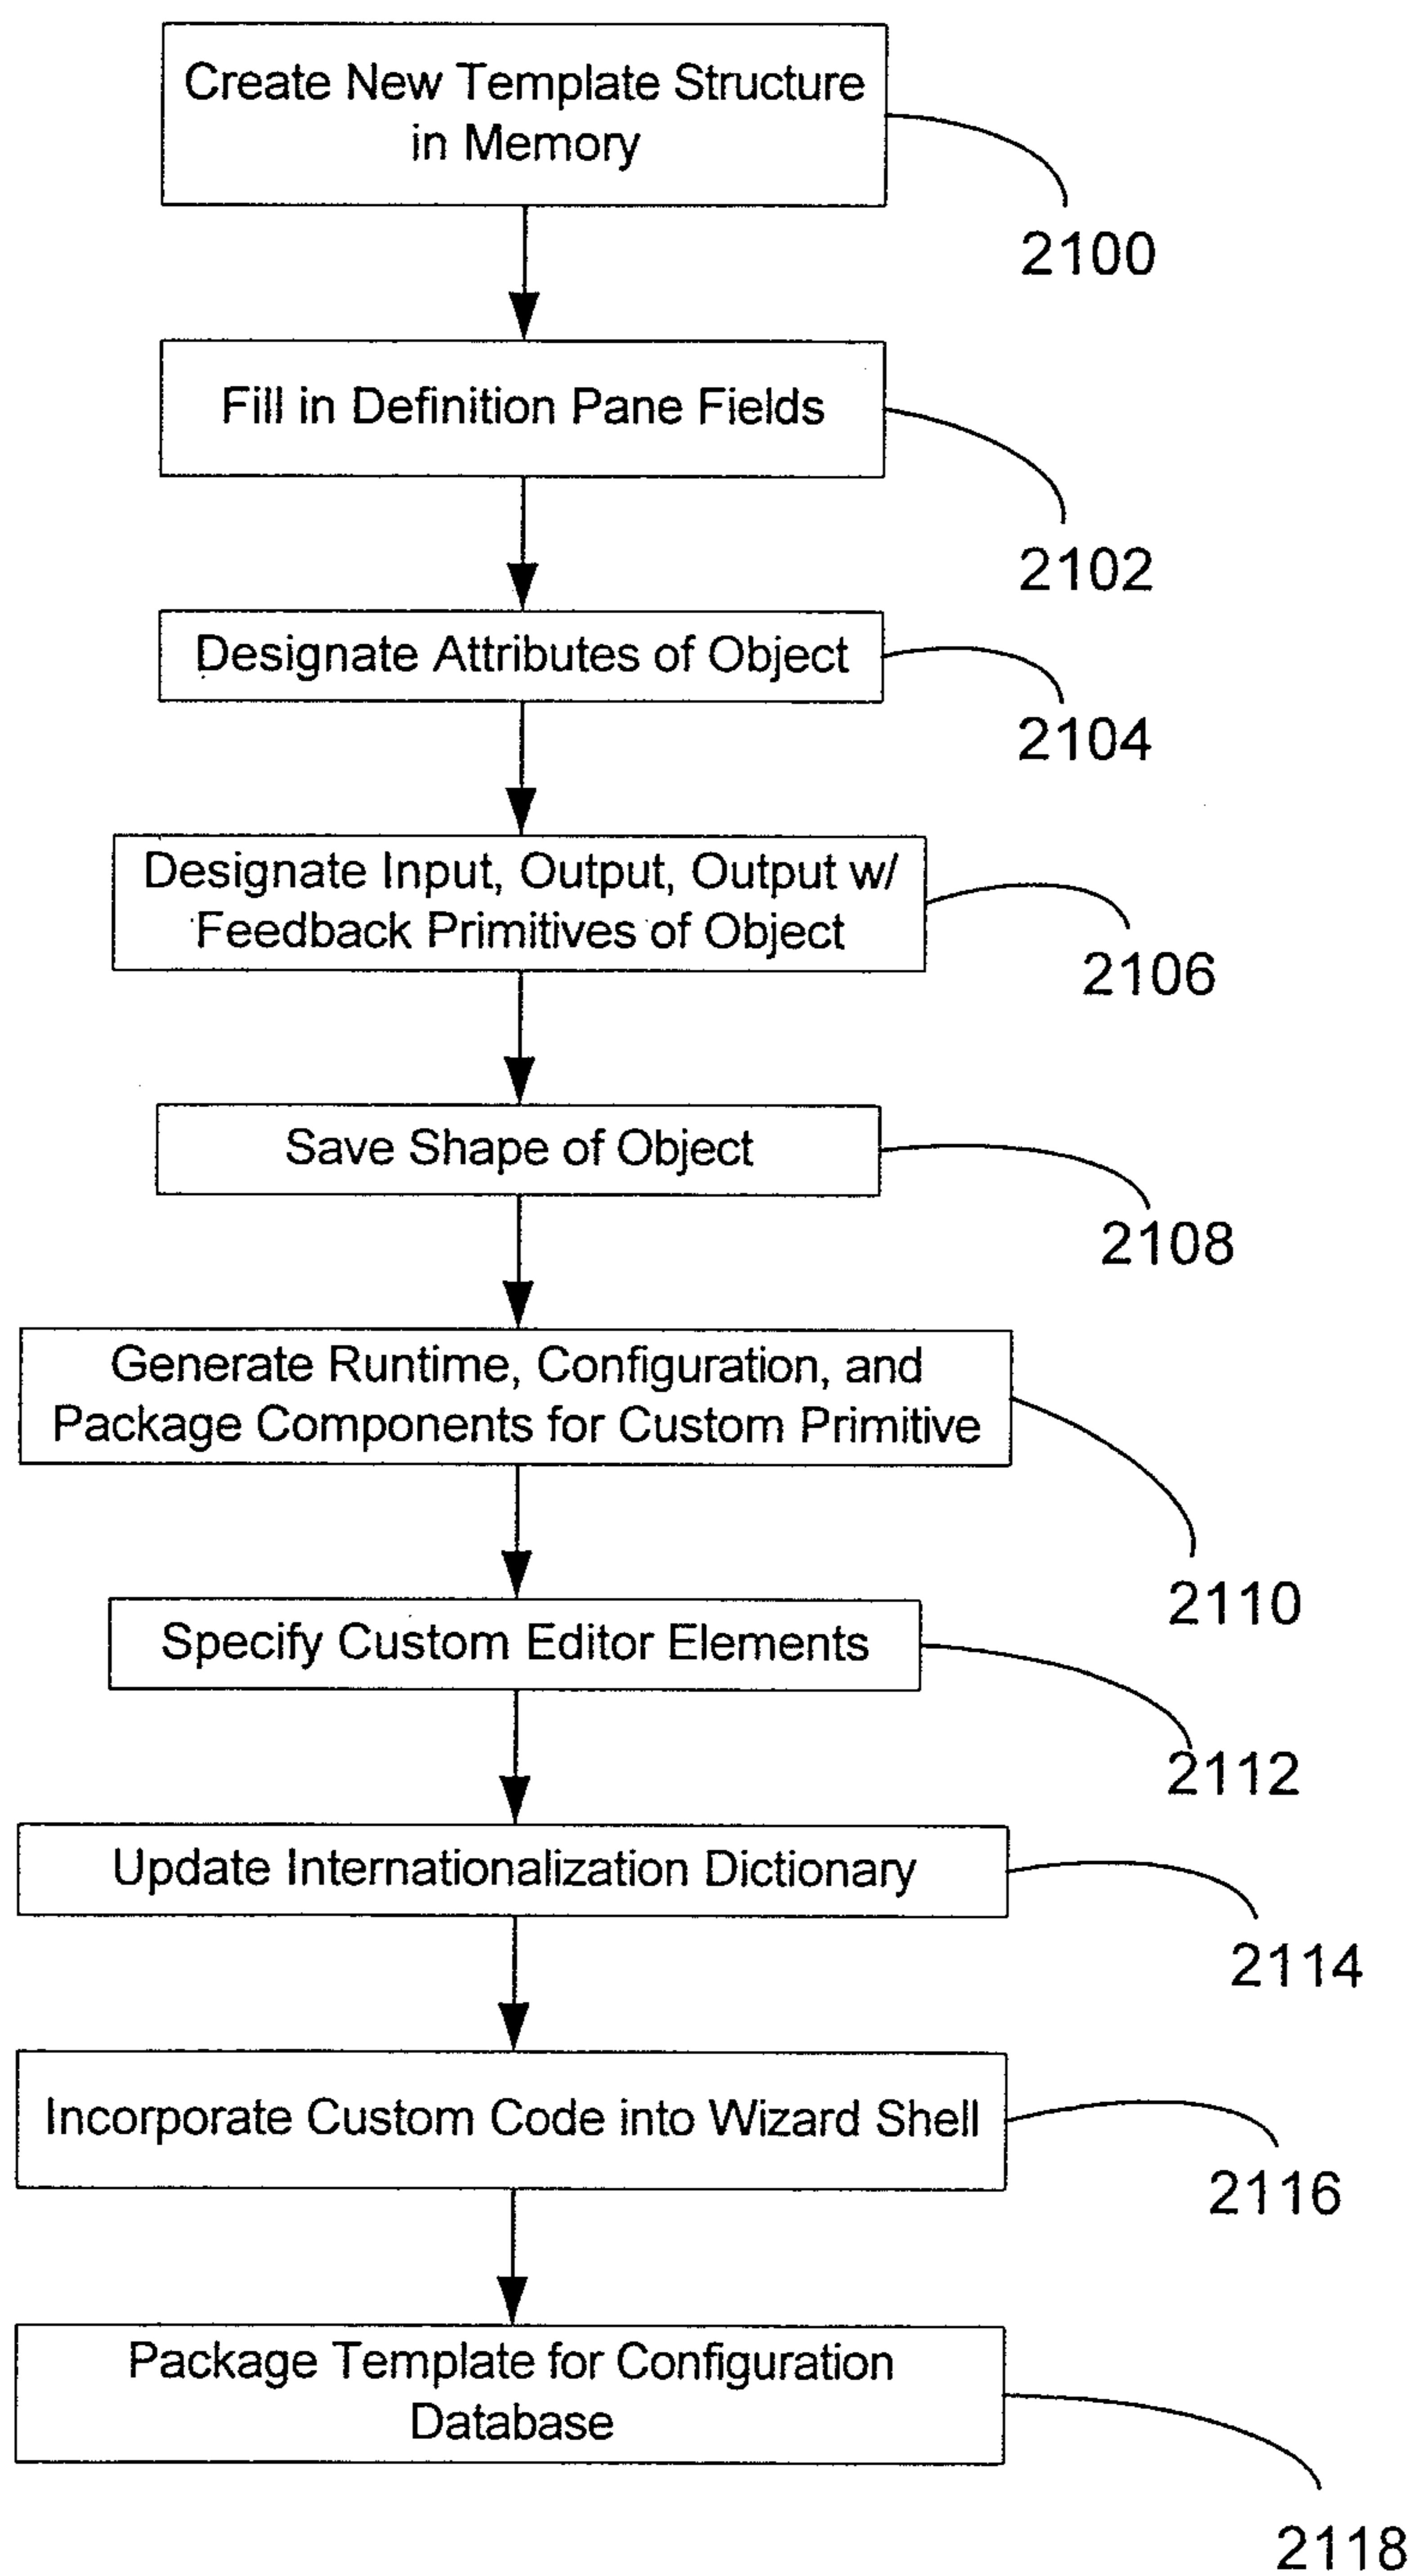 Create New Template Structure
in Memory
2100
Fill in Definition Pane Fields
2102
Designate Attributes of Object
2104
Designate Input, Output, Output w/
Feedback Primitives of Object
2106
Save Shape of Object
2108
Generate Runtime, Configuration, and
Package Components for Custom Primitive
2110
Specify Custom Editor Elements
2112
Update Internationalization Dictionary
2114
Incorporate Custom Code into Wizard Shell
2116
Package Template for Configuration
Database
2118